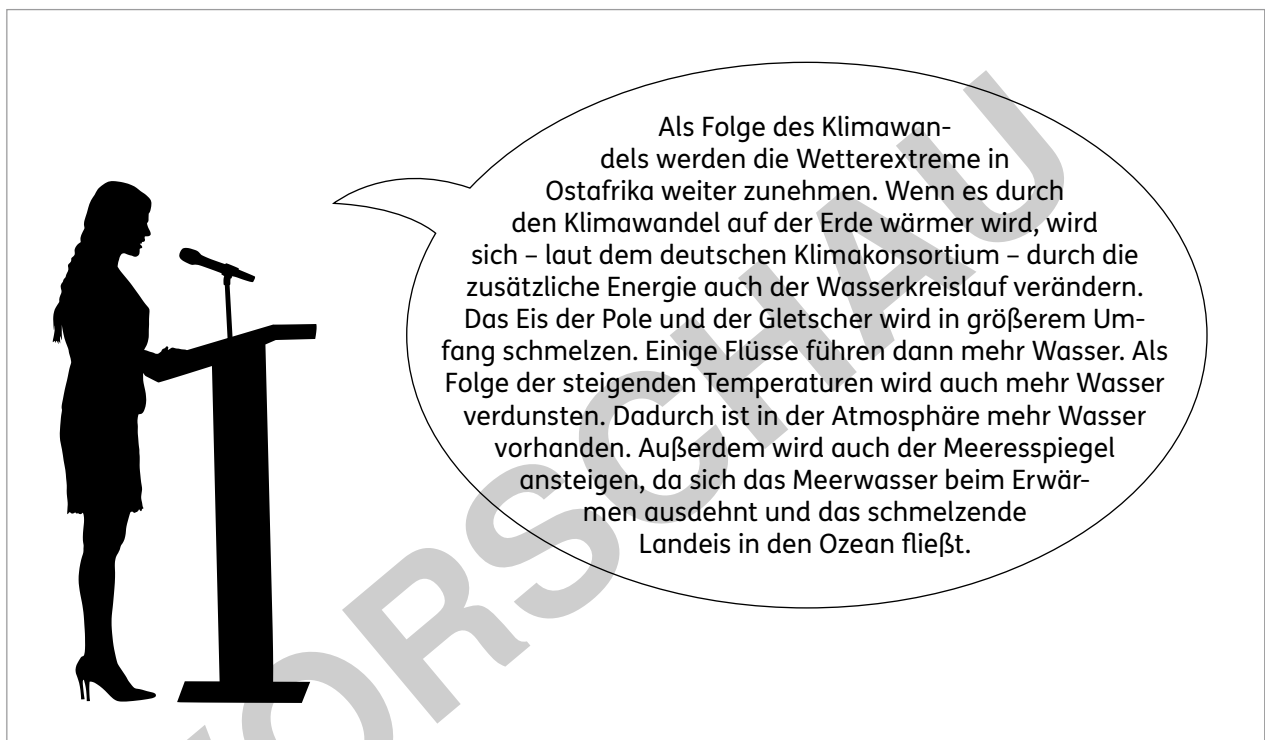 Als Folge des Klimawan-
dels werden die Wetterextreme in
Ostafrika weiter zunehmen. Wenn es durch
den Klimawandel auf der Erde wärmer wird, wird
sich – laut dem deutschen Klimakonsortium – durch die
zusätzliche Energie auch der Wasserkreislauf verändern.
Das Eis der Pole und der Gletscher wird in größerem Um-
fang schmelzen. Einige Flüsse führen dann mehr Wasser. Als
Folge der steigenden Temperaturen wird auch mehr Wasser
verdunsten. Dadurch ist in der Atmosphäre mehr Wasser
vorhanden. Außerdem wird auch der Meeresspiegel
ansteigen, da sich das Meerwasser beim Erwär-
men ausdehnt und das schmelzende
Landeis in den Ozean fließt.
VORSCHAU